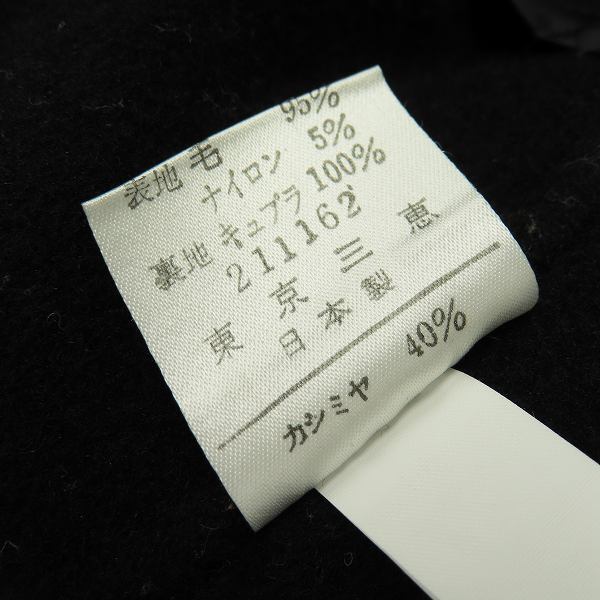 表地 毛 95%
ナイロン 5%
裏地 キュプラ 100%
211162
東京三恵
日本製
カシミヤ 40%